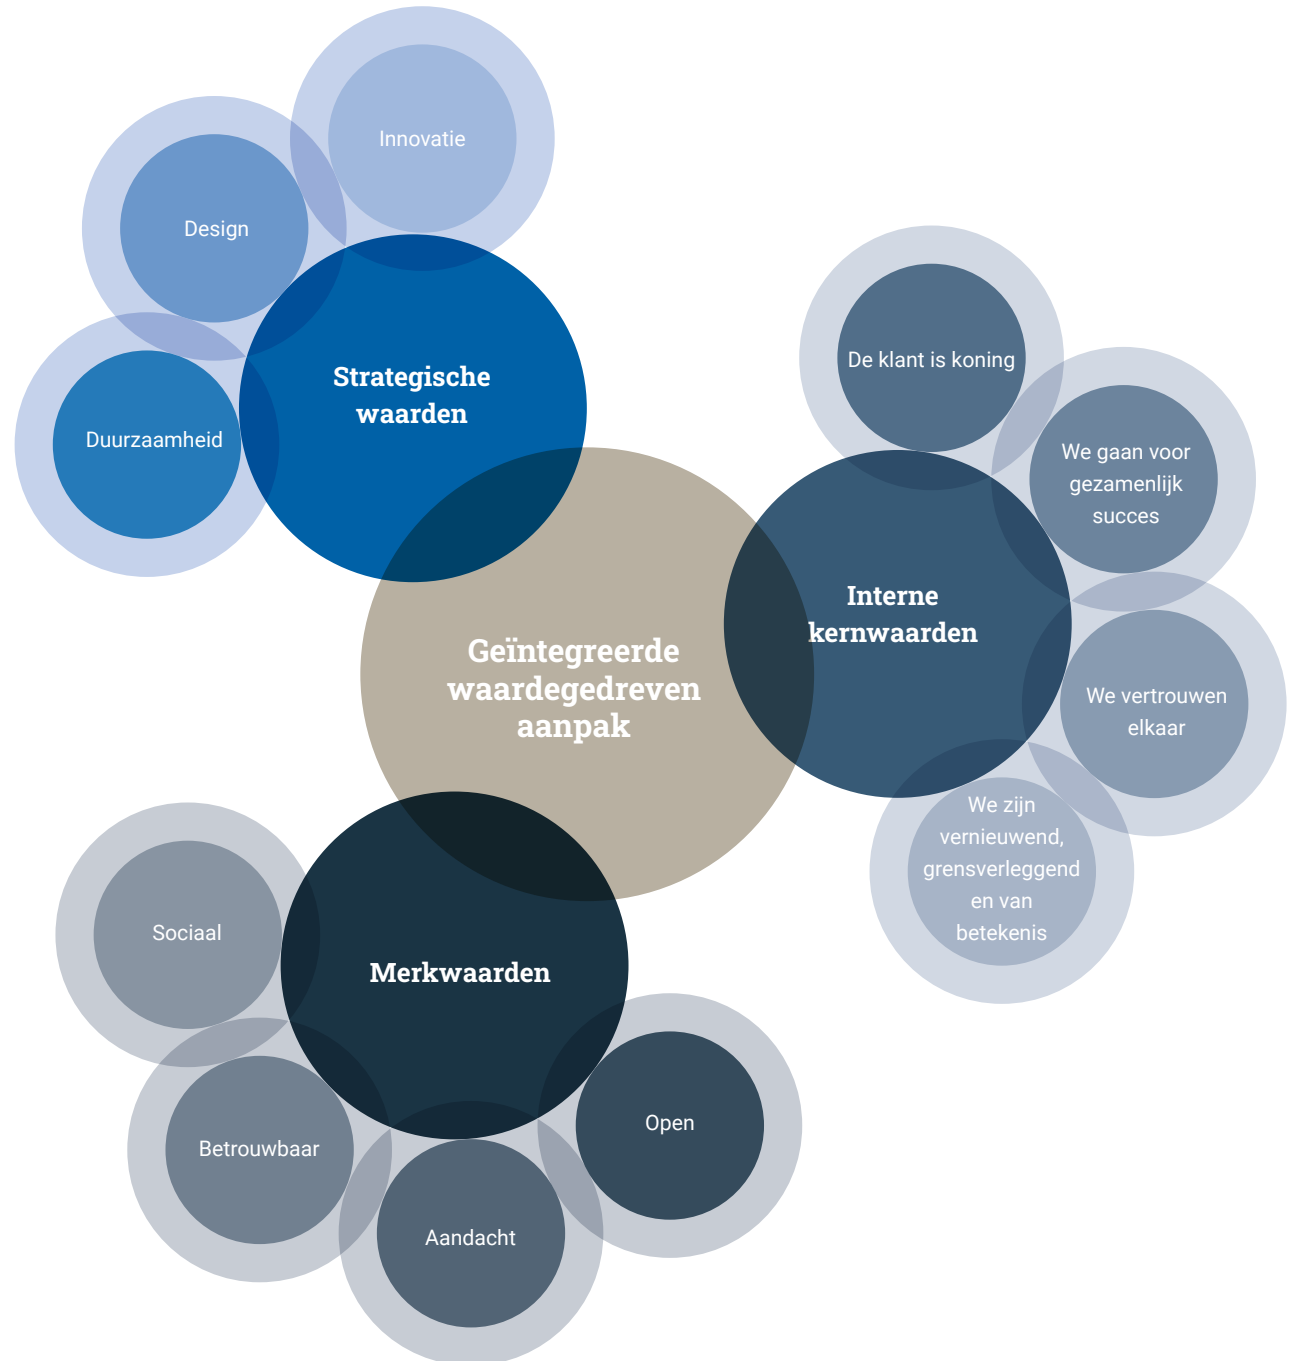 Innovatie
Design
Duurzaamheid
Strategische
waarden
De klant is koning
We gaan voor
gezamenlijk
succes
Interne
kernwaarden
We vertrouwen
elkaar
We zijn
vernieuwend,
grensverleggend
en van
betekenis
Geïntegreerde
waardegedreven
aanpak
Merkwaarden
Sociaal
Betrouwbaar
Aandacht
Open